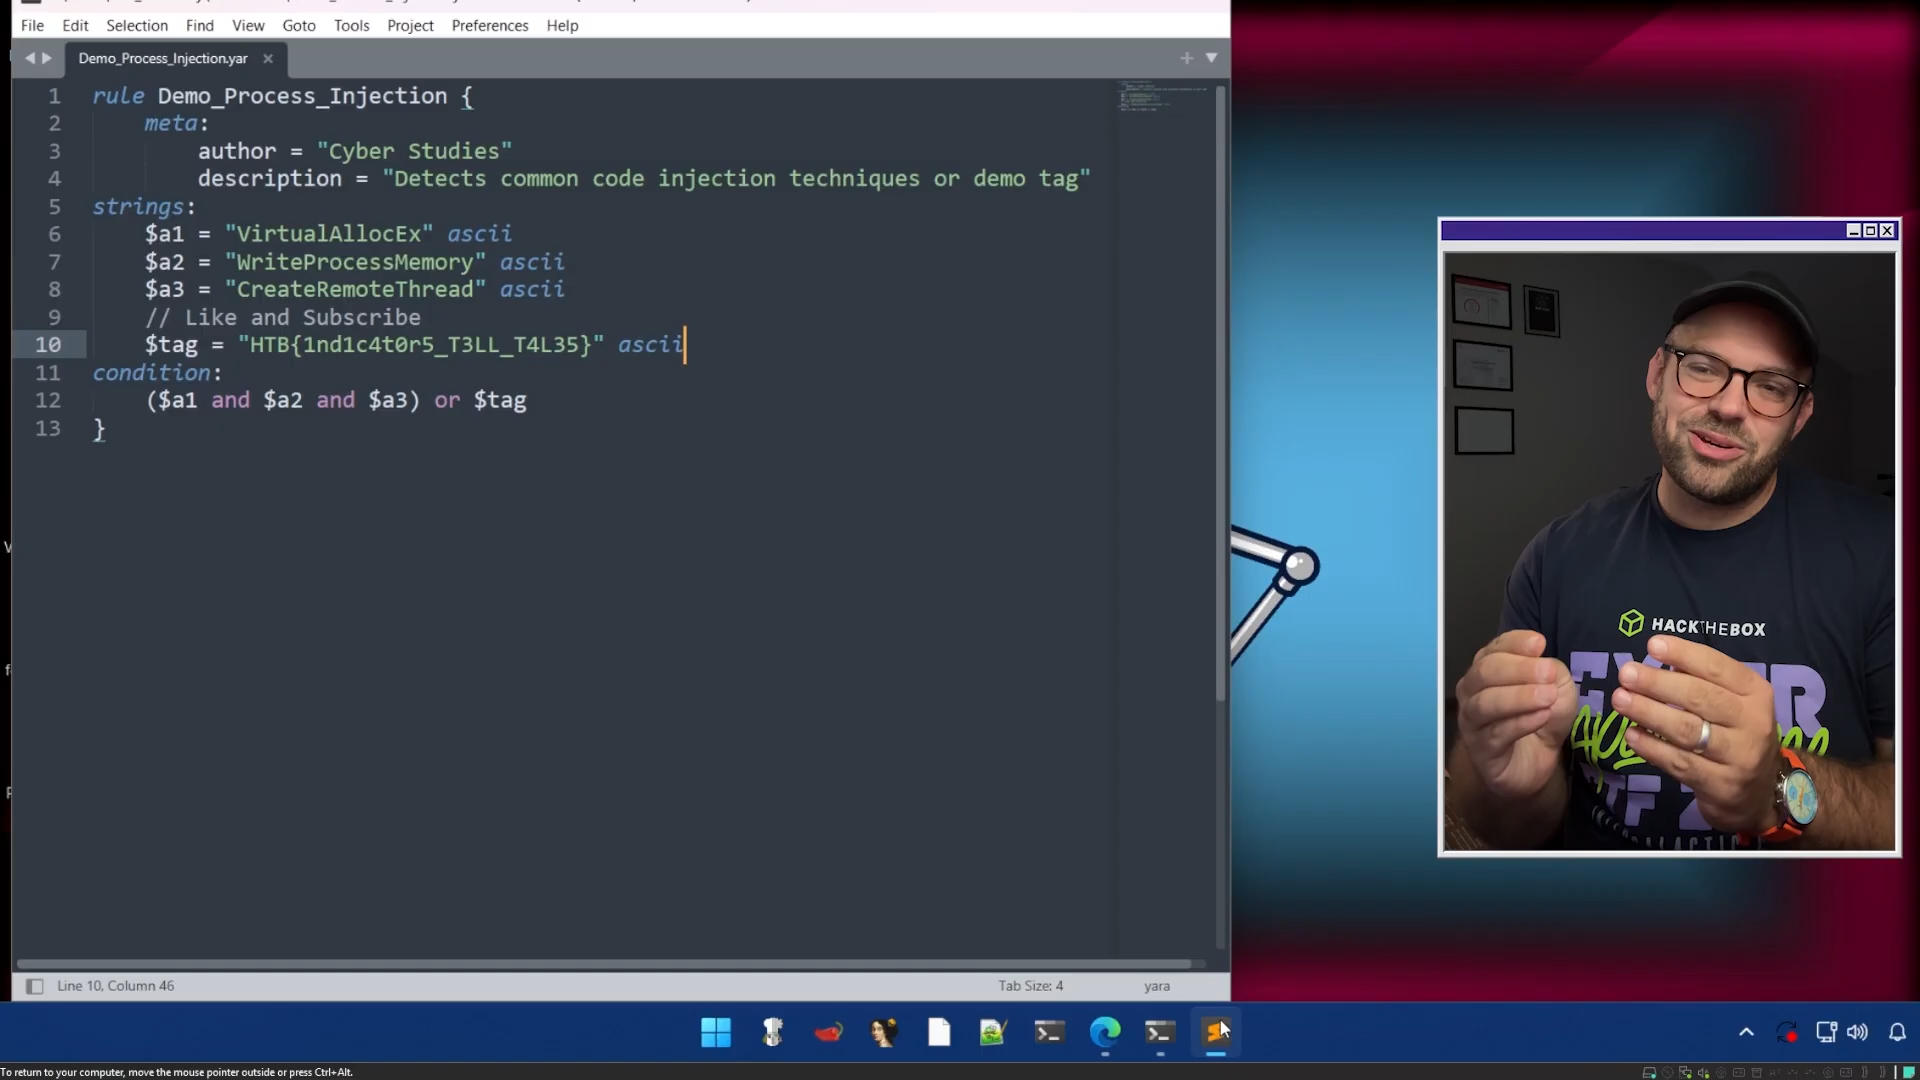 File Edit Selection Find View Goto Tools Project Preferences Help
Demo_Process_Injection.yar
1 rule Demo_Process_Injection {
2 meta:
3 author = "Cyber Studies"
4 description = "Detects common code injection techniques or demo tag"
5 strings:
6 $a1 = "VirtualAllocEx" ascii
7 $a2 = "WriteProcessMemory" ascii
8 $a3 = "CreateRemoteThread" ascii
9 // Like and Subscribe
10 $tag = "HTB{1nd1c4t0r5_T3LL_T4L35}" ascii
11 condition:
12 ($a1 and $a2 and $a3) or $tag
13 }
HACKTHEBOX
Line 10, Column 46
Tab Size: 4
yara
To return to your computer, move the mouse pointer outside or press Ctrl+Alt.